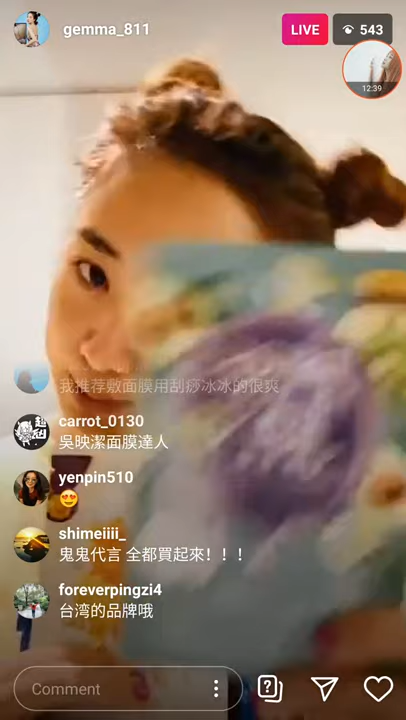 gemma_811
LIVE
543
12:39
我推荐敷面膜用刮痧冰冰的很爽
carrot_0130
吳映潔面膜達人
yenpin510
😍
shimeiiii_
鬼鬼代言 全都買起來！！！
foreverpingzi4
台湾的品牌哦
Comment